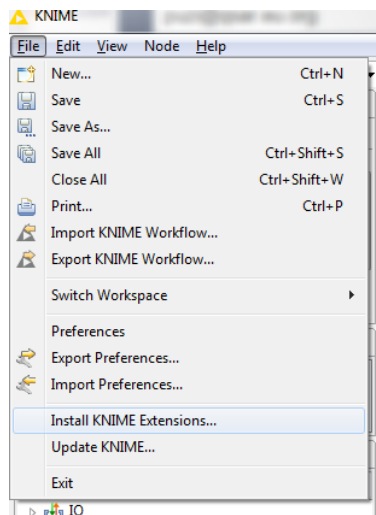 KNIME
File Edit View Node Help
New... Ctrl+N
Save Ctrl+S
Save As...
Save All Ctrl+Shift+S
Close All Ctrl+Shift+W
Print... Ctrl+P
Import KNIME Workflow...
Export KNIME Workflow...
Switch Workspace
Preferences
Export Preferences...
Import Preferences...
Install KNIME Extensions...
Update KNIME...
Exit
IO